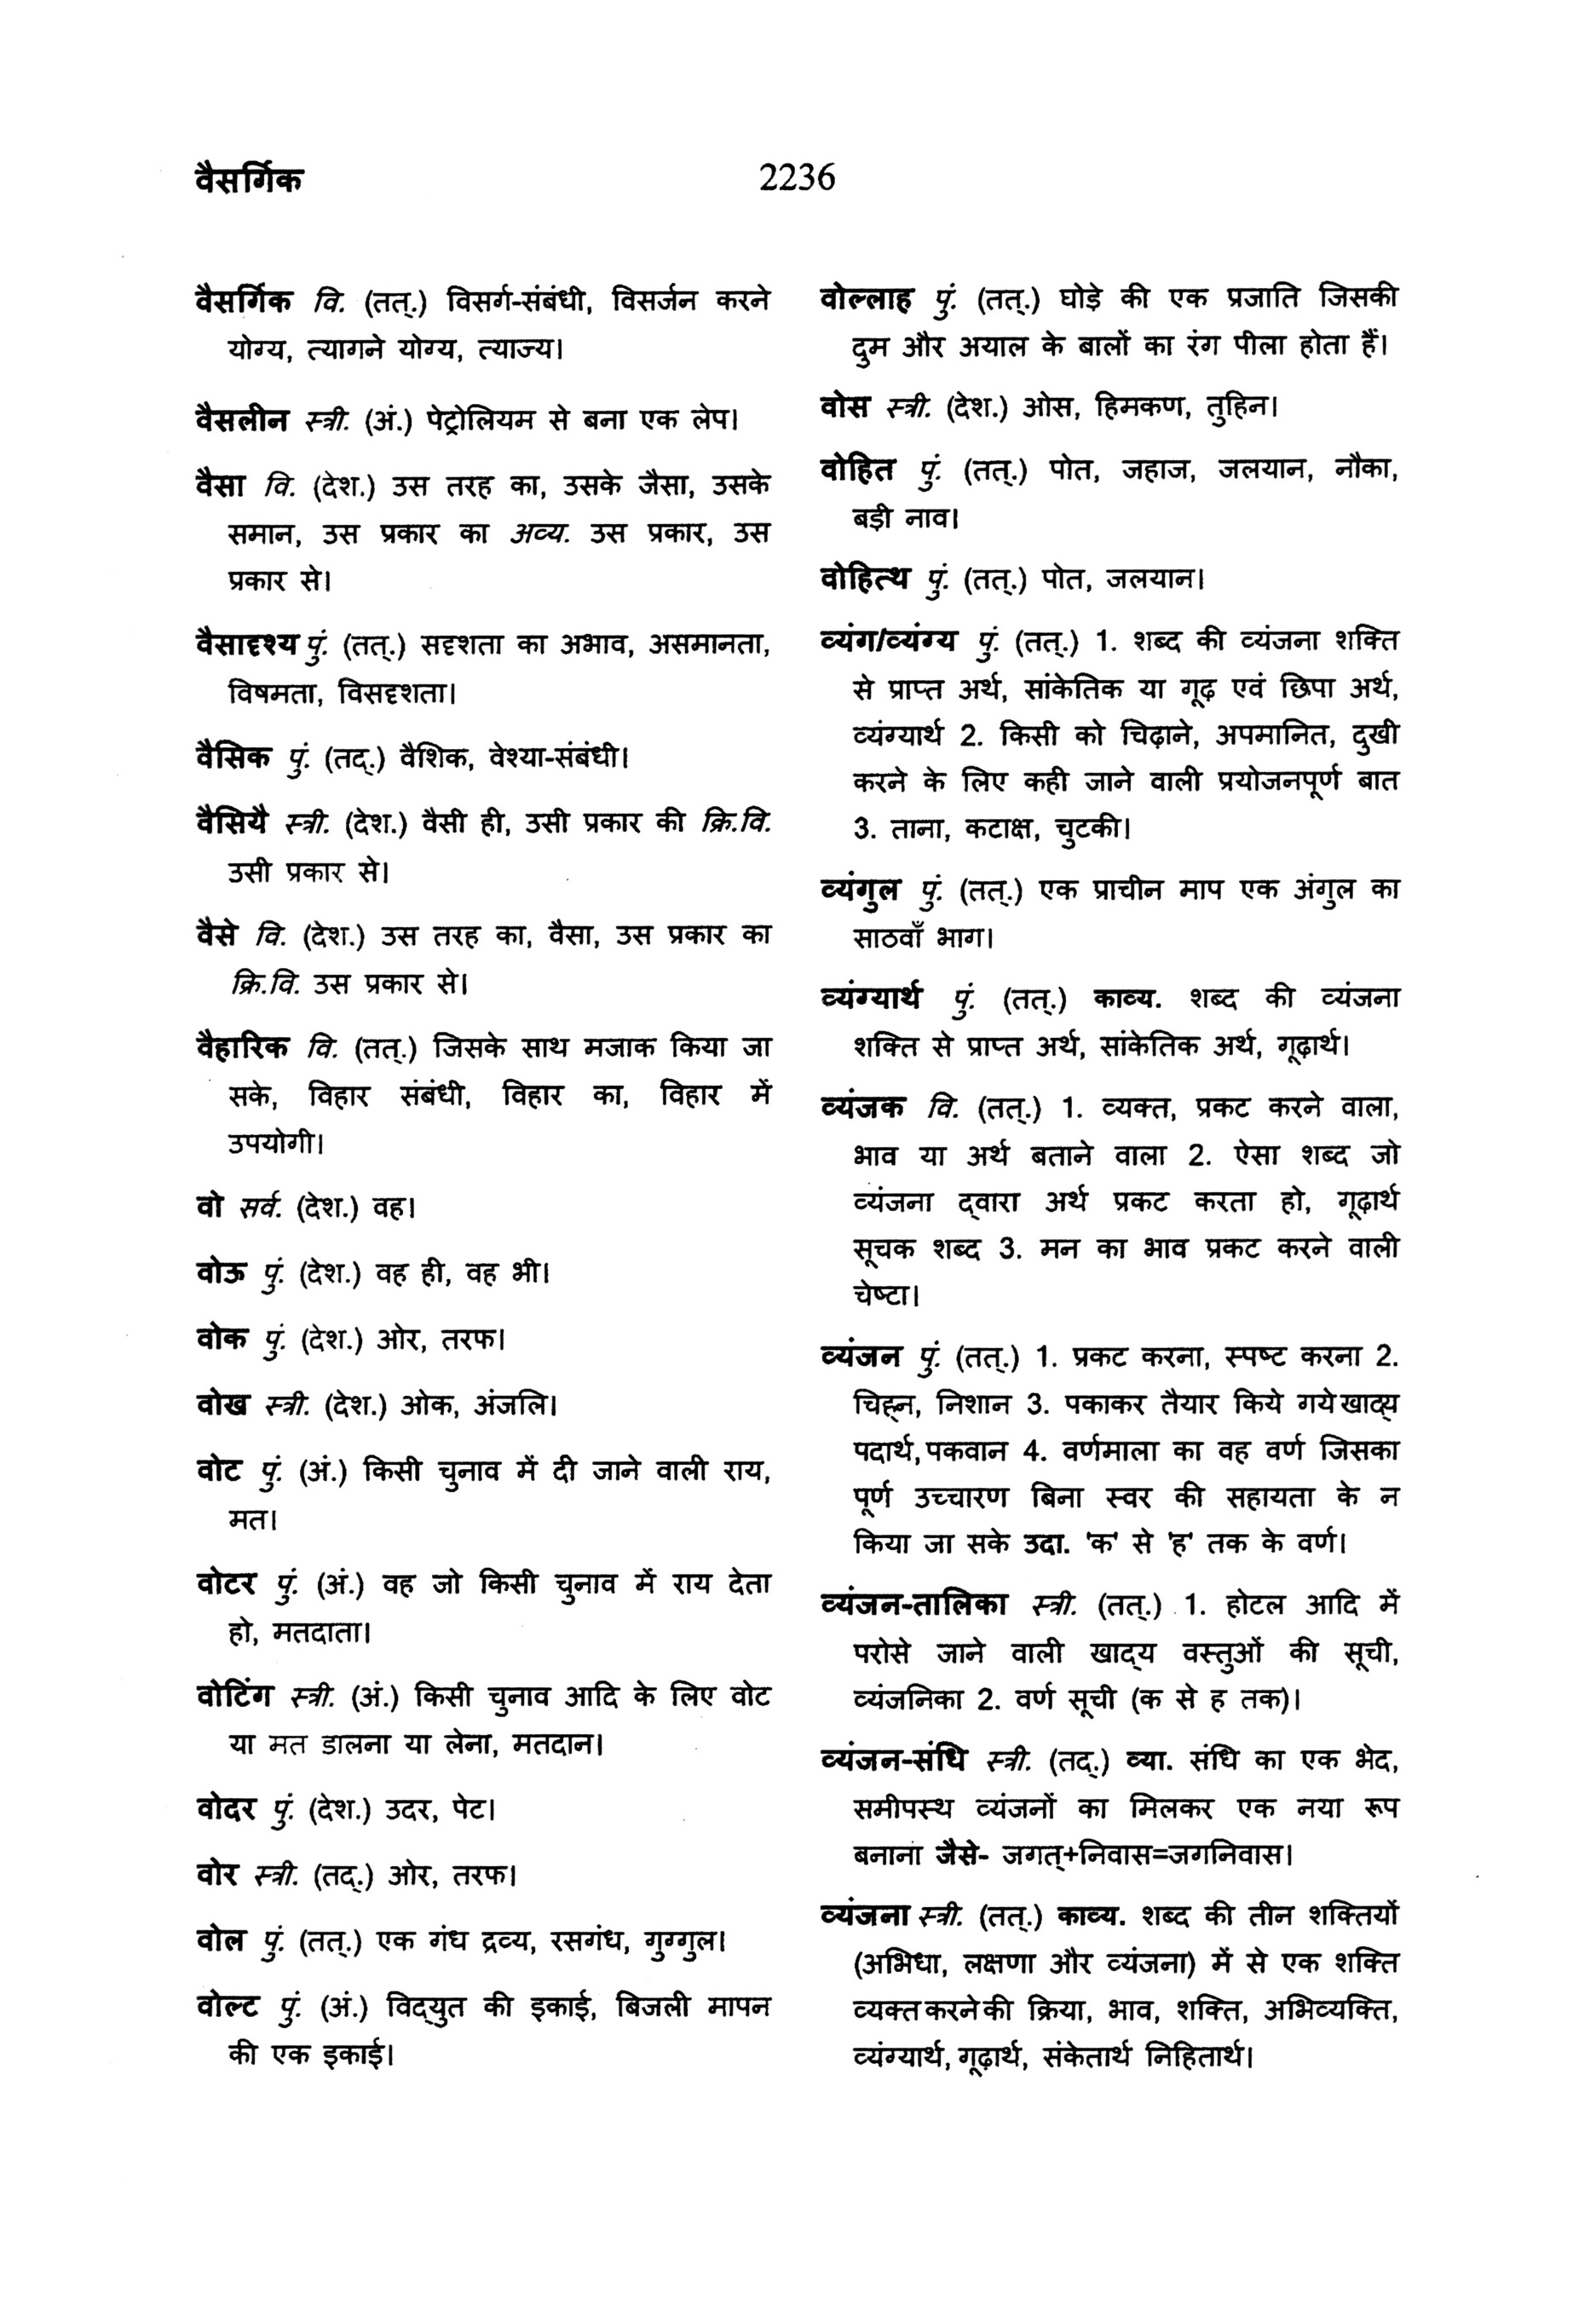 वैसर्गिक
2236
वैसर्गिक वि. (तत्.) विसर्ग-संबंधी, विसर्जन करने
योग्य, त्यागने योग्य, त्याज्य।
वैसलीन स्त्री. (अं.) पेट्रोलियम से बना एक लेप।
वैसा वि. (देश.) उस तरह का, उसके जैसा, उसके
समान, उस प्रकार का अव्य. उस प्रकार, उस
प्रकार से।
वैसादृश्य पुं. (तत्.) सदृशता का अभाव, असमानता,
विषमता, विसदृशता।
वैसिक पुं. (तद्.) वैशिक, वेश्या-संबंधी।
वैसियै स्त्री. (देश.) वैसी ही, उसी प्रकार की क्रि.वि.
उसी प्रकार से।
वैसे वि. (देश.) उस तरह का, वैसा, उस प्रकार का
क्रि.वि. उस प्रकार से।
वैहारिक वि. (तत्.) जिसके साथ मजाक किया जा
सके, विहार संबंधी, विहार का, विहार में
उपयोगी।
वो सर्व. (देश.) वह।
वोऊ पुं. (देश.) वह ही, वह भी।
वोक पुं. (देश.) ओर, तरफ।
वोख स्त्री. (देश.) ओक, अंजलि।
वोट पुं. (अं.) किसी चुनाव में दी जाने वाली राय,
मत।
वोटर पुं. (अं.) वह जो किसी चुनाव में राय देता
हो, मतदाता।
वोटिंग स्त्री. (अं.) किसी चुनाव आदि के लिए वोट
या मत डालना या लेना, मतदान।
वोदर पुं. (देश.) उदर, पेट।
वोर स्त्री. (तद्.) ओर, तरफ।
वोल पुं. (तत्.) एक गंध द्रव्य, रसगंध, गुग्गुल।
वोल्ट पुं. (अं.) विद्युत की इकाई, बिजली मापन
की एक इकाई।
वोल्लाह पुं. (तत्.) घोड़े की एक प्रजाति जिसकी
दुम और अयाल के बालों का रंग पीला होता हैं।
वोस स्त्री. (देश.) ओस, हिमकण, तुहिन।
वोहित पुं. (तत्.) पोत, जहाज, जलयान, नौका,
बड़ी नाव।
वोहित्थ पुं. (तत्.) पोत, जलयान।
व्यंग/व्यंग्य पुं. (तत्.) 1. शब्द की व्यंजना शक्ति
से प्राप्त अर्थ, सांकेतिक या गूढ़ एवं छिपा अर्थ,
व्यंग्यार्थ 2. किसी को चिढ़ाने, अपमानित, दुखी
करने के लिए कही जाने वाली प्रयोजनपूर्ण बात
3. ताना, कटाक्ष, चुटकी।
व्यंगुल पुं. (तत्.) एक प्राचीन माप एक अंगुल का
साठवाँ भाग।
व्यंग्यार्थ पुं. (तत्.) काव्य. शब्द की व्यंजना
शक्ति से प्राप्त अर्थ, सांकेतिक अर्थ, गूढ़ार्थ।
व्यंजक वि. (तत्.) 1. व्यक्त, प्रकट करने वाला,
भाव या अर्थ बताने वाला 2. ऐसा शब्द जो
व्यंजना द्वारा अर्थ प्रकट करता हो, गूढ़ार्थ
सूचक शब्द 3. मन का भाव प्रकट करने वाली
चेष्टा।
व्यंजन पुं. (तत्.) 1. प्रकट करना, स्पष्ट करना 2.
चिह्न, निशान 3. पकाकर तैयार किये गये खाद्य
पदार्थ, पकवान 4. वर्णमाला का वह वर्ण जिसका
पूर्ण उच्चारण बिना स्वर की सहायता के न
किया जा सके उदा. 'क' से 'ह' तक के वर्ण।
व्यंजन-तालिका स्त्री. (तत्.) 1. होटल आदि में
परोसे जाने वाली खाद्य वस्तुओं की सूची,
व्यंजनिका 2. वर्ण सूची (क से ह तक)।
व्यंजन-संधि स्त्री. (तद्.) व्या. संधि का एक भेद,
समीपस्थ व्यंजनों का मिलकर एक नया रूप
बनाना जैसे- जगत्+निवास=जगनिवास।
व्यंजना स्त्री. (तत्.) काव्य. शब्द की तीन शक्तियों
(अभिधा, लक्षणा और व्यंजना) में से एक शक्ति
व्यक्त करने की क्रिया, भाव, शक्ति, अभिव्यक्ति,
व्यंग्यार्थ, गूढ़ार्थ, संकेतार्थ निहितार्थ।